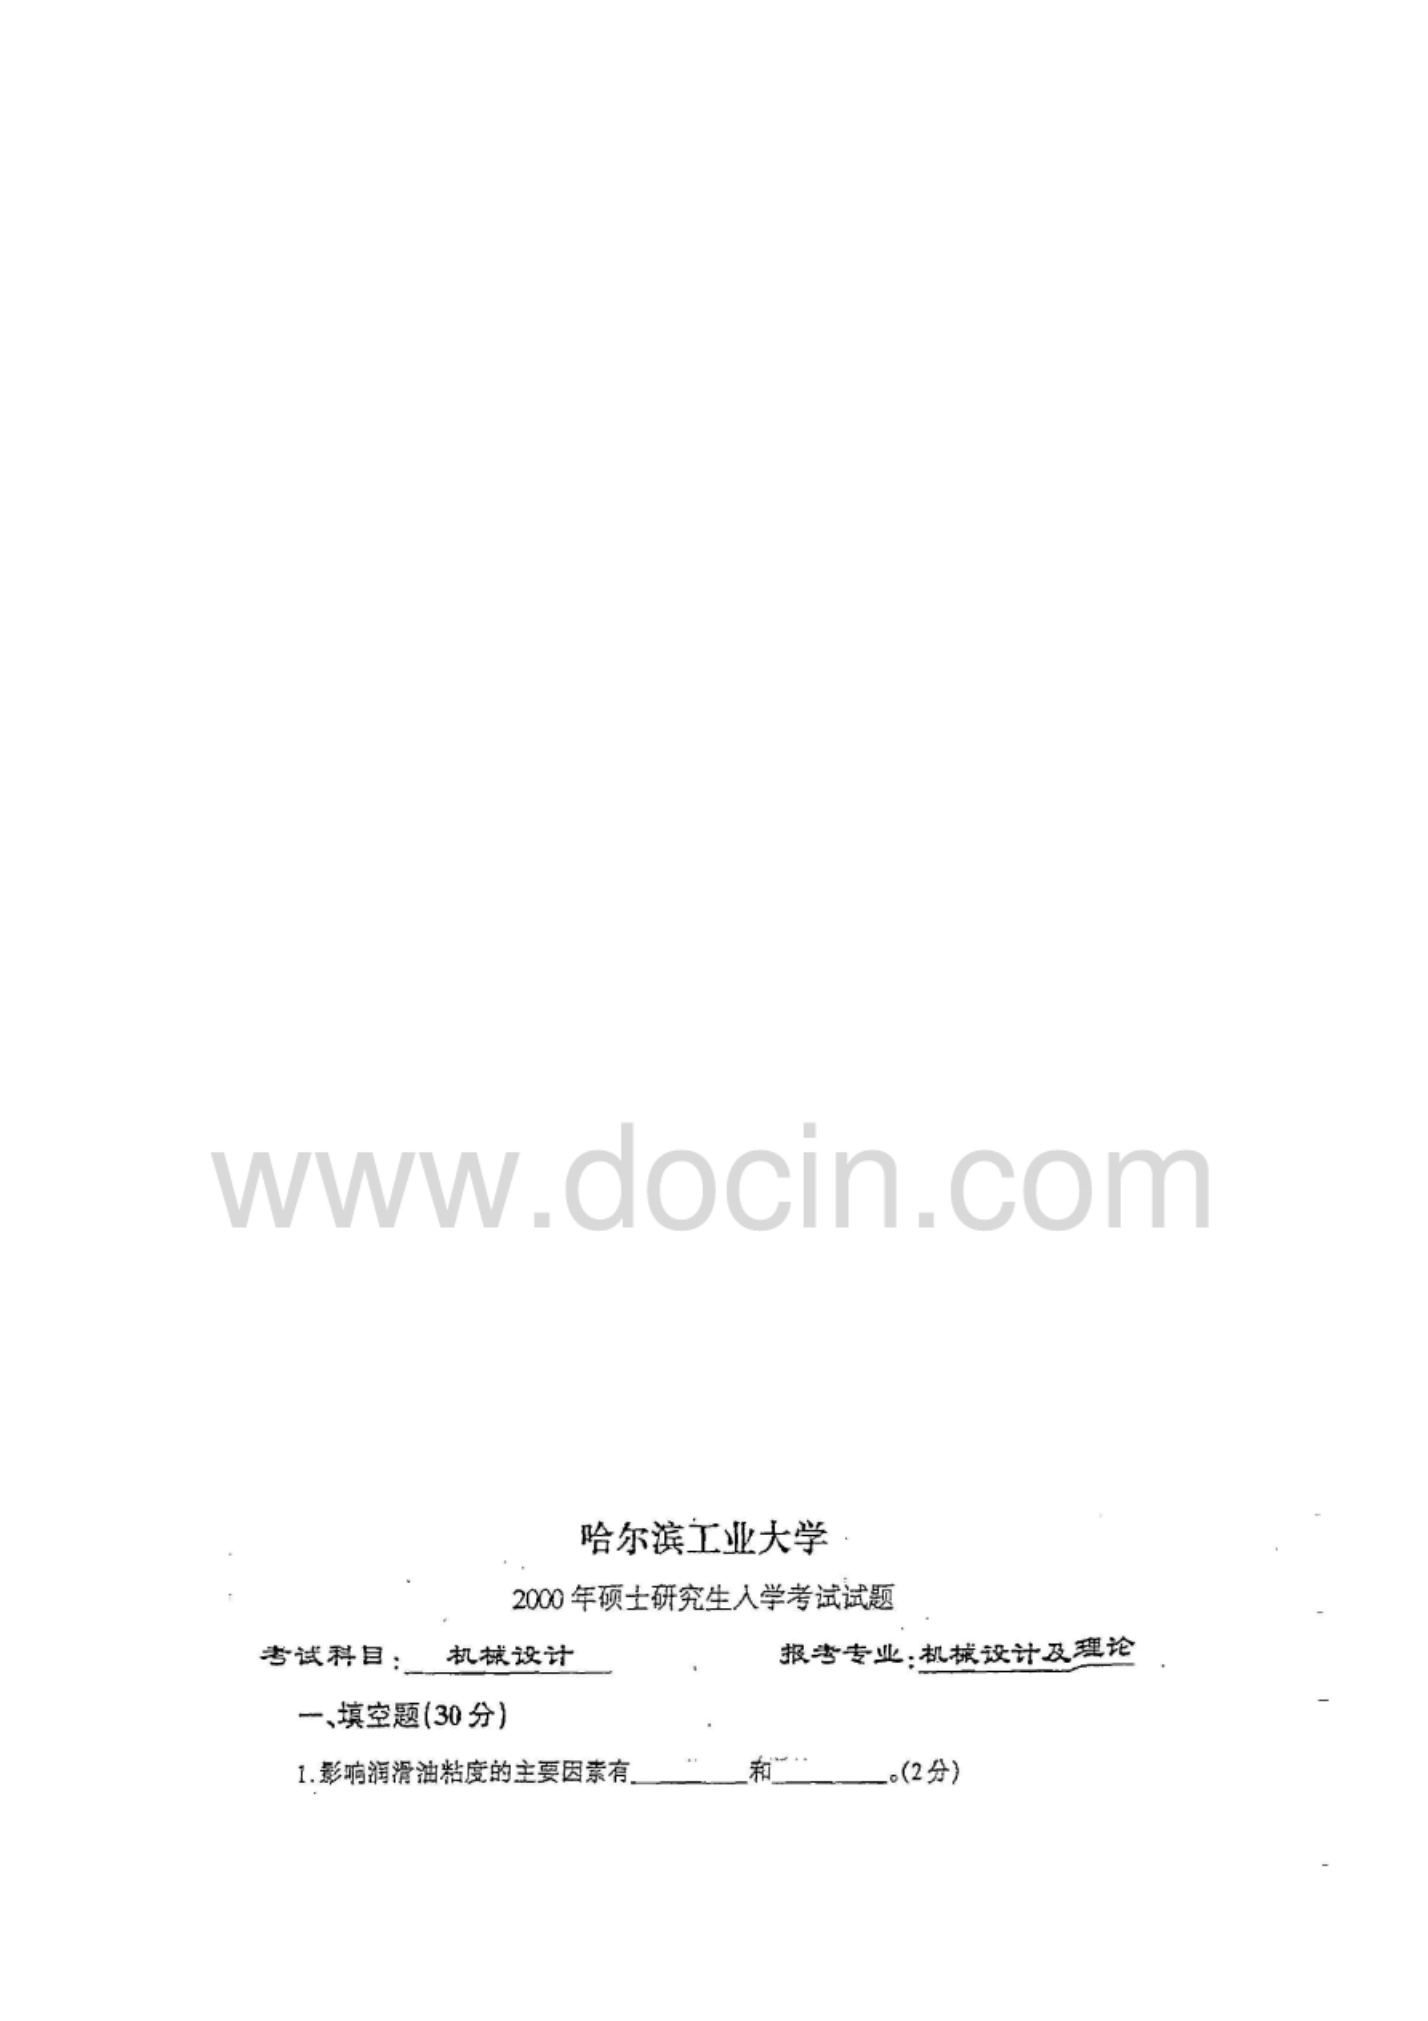 www.docin.com
哈尔滨工业大学
2000年硕士研究生入学考试试题
考试科目: 机械设计 报考专业:机械设计及理论
一、填空题(30分)
1.影响润滑油粘度的主要因素有______和______。(2分)